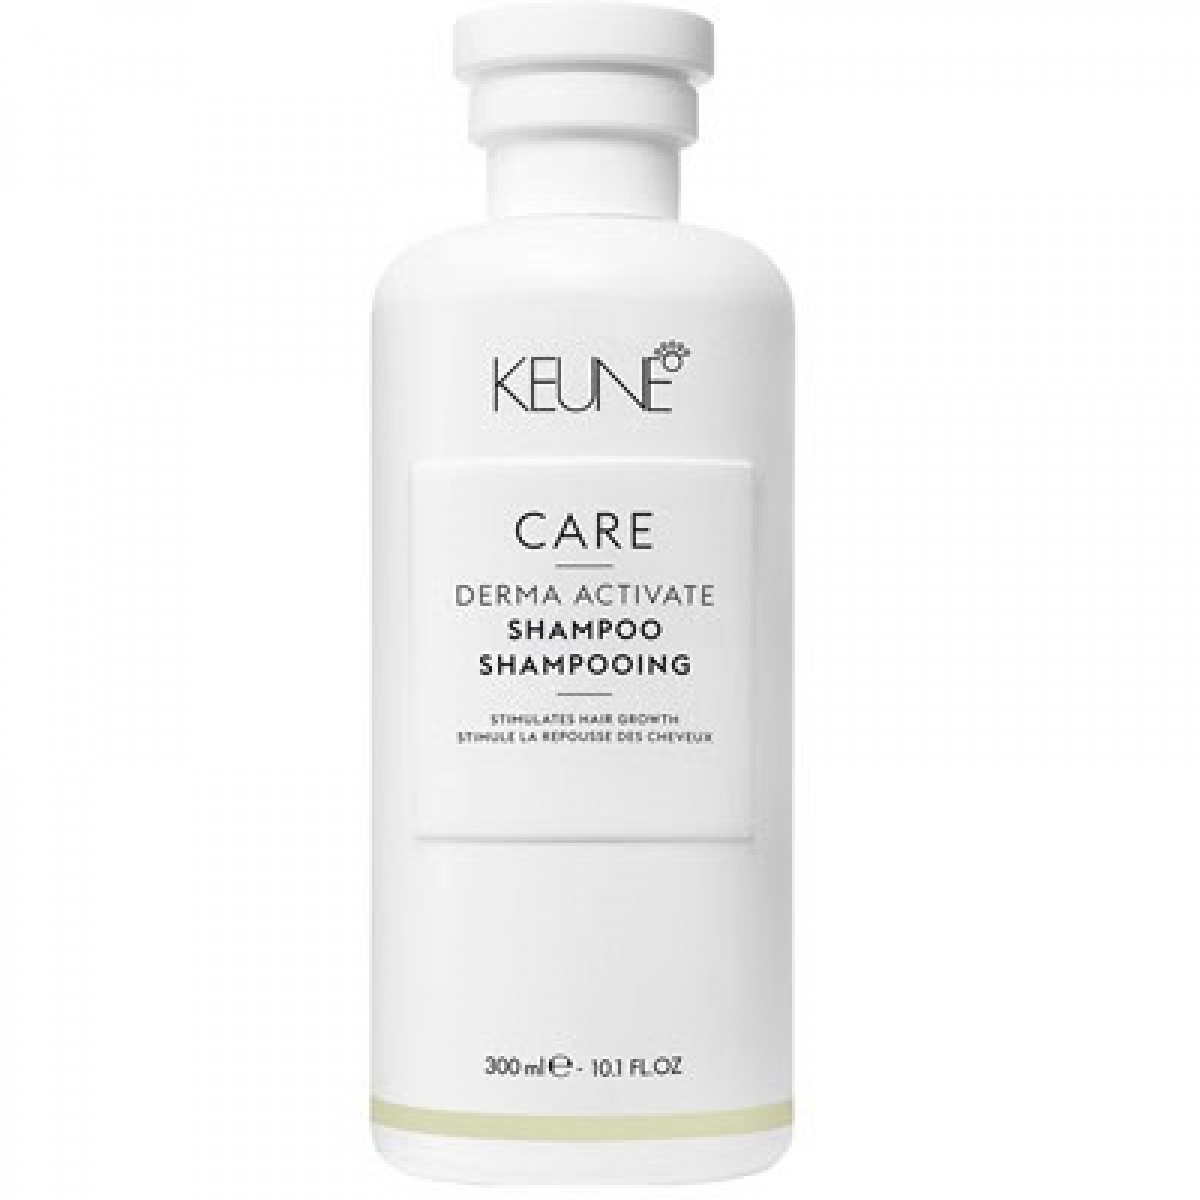 KEUNE
CARE
DERMA ACTIVATE
SHAMPOO
SHAMPOOING
STIMULATES HAIR GROWTH
STIMULE LA REPOUSSE DES CHEVEUX
300 ml ℮ - 10.1 FL.OZ